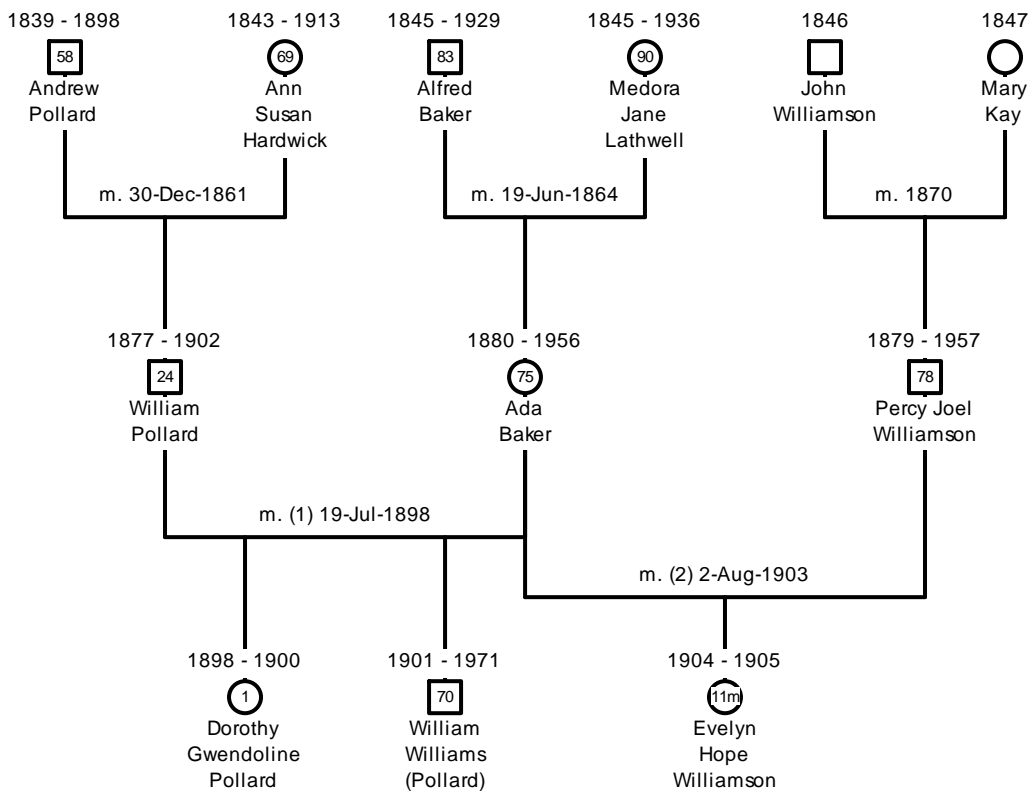 1839 - 1898
58
Andrew
Pollard
1843 - 1913
69
Ann
Susan
Hardwick
1845 - 1929
83
Alfred
Baker
1845 - 1936
90
Medora
Jane
Lathwell
1846
John
Williamson
1847
Mary
Kay
m. 30-Dec-1861
m. 19-Jun-1864
m. 1870
1877 - 1902
24
William
Pollard
1880 - 1956
75
Ada
Baker
1879 - 1957
78
Percy Joel
Williamson
m. (1) 19-Jul-1898
m. (2) 2-Aug-1903
1898 - 1900
1
Dorothy
Gwendoline
Pollard
1901 - 1971
70
William
Williams
(Pollard)
1904 - 1905
11m
Evelyn
Hope
Williamson